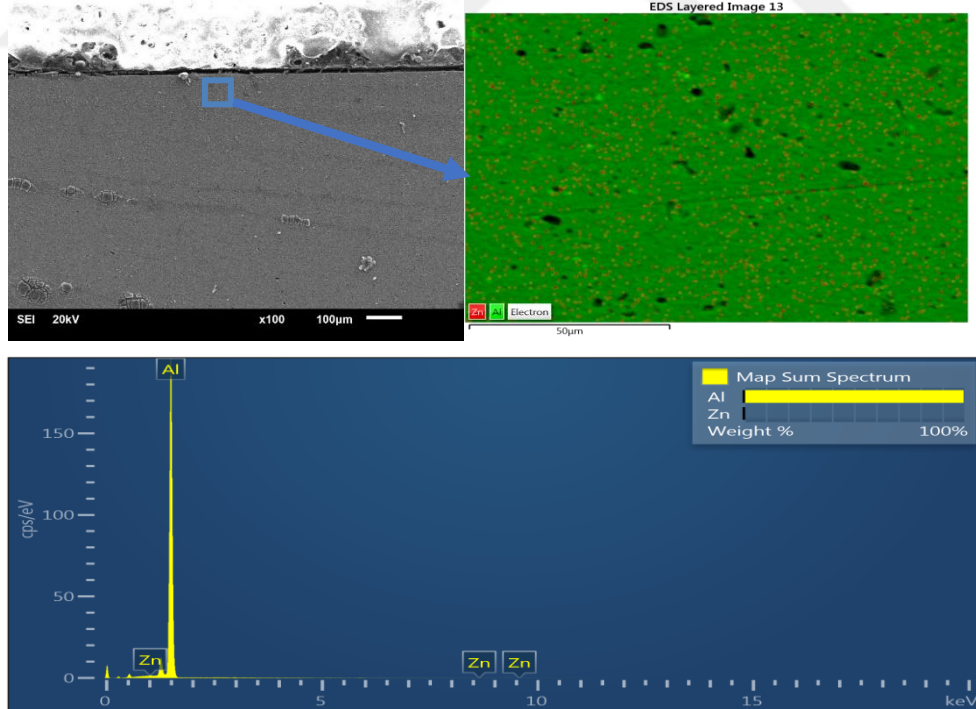 EDS Layered Image 13
SEI 20kV x100 100μm
Zn Al Electron
50μm
Al
Map Sum Spectrum
Al
Zn
Weight % 100%
150
100
cps/eV
50
Zn
Zn Zn
0
0 5 10 15 keV